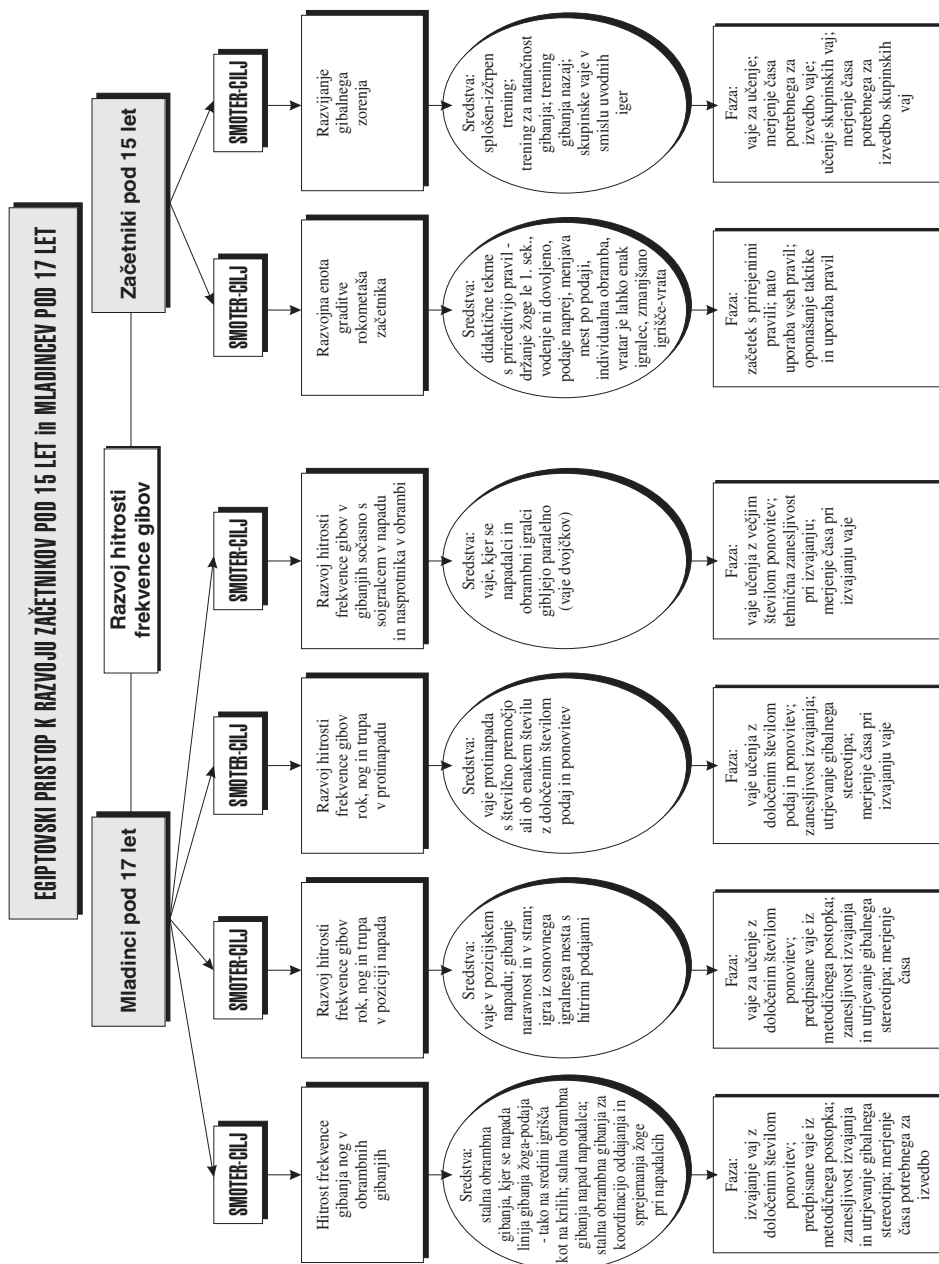 EGIPTOVSKI PRISTOP K RAZVOJU ZAČETNIKOV POD 15 LET in MLADINCEV POD 17 LET
Mladinci pod 17 let
Razvoj hitrosti
frekvence gibov
Začetniki pod 15 let
SMOTER-CILJ
Hitrost frekvence
gibanja nog v
obrambnih
gibanjih
Sredstva:
stalna obrambna
gibanja, kjer se napada
linija gibanja žoga-podaja
- tako na sredini igrišča
kot na krilih; stalna obrambna
gibanja napad napadalca;
stalna obrambna gibanja za
koordinacijo oddajanja in
sprejemanja žoge
pri napadalcih
Faza:
izvajanje vaj z
določenim številom
ponovitev;
predpisane vaje iz
metodičnega postopka;
zanesljivost izvajanja
in utrjevanje gibalnega
stereotipa; merjenje
časa potrebnega za
izvedbo
SMOTER-CILJ
Razvoj hitrosti
frekvence gibov
rok, nog in trupa
v poziciji napada
Sredstva:
vaje v pozicijskem
napadu; gibanje
naravnost in v stran;
igra iz osnovnega
igralnega mesta s
hitrimi podajami
Faza:
vaje za učenje z
določenim številom
ponovitev;
predpisane vaje iz
metodičnega postopka;
zanesljivost izvajanja
in utrjevanje gibalnega
stereotipa; merjenje
časa
SMOTER-CILJ
Razvoj hitrosti
frekvence gibov
rok, nog in trupa
v protinapadu
Sredstva:
vaje protinapada
s številčno premočjo
ali ob enakem številu
z določenim številom
podaj in ponovitev
Faza:
vaje učenja z
določenim številom
podaj in ponovitev;
zanesljivost izvajanja;
utrjevanje gibalnega
stereotipa;
merjenje časa pri
izvajanju vaje
SMOTER-CILJ
Razvoj hitrosti
frekvence gibov v
gibanjih sočasno s
soigralcem v napadu
in nasprotnika v obrambi
Sredstva:
vaje, kjer se
napadalci in
obrambni igralci
gibljejo paralelno
(vaje dvojčkov)
Faza:
vaje učenja z večjim
številom ponovitev;
tehnična zanesljivost
pri izvajanju;
merjenje časa pri
izvajanju vaje
SMOTER-CILJ
Razvojna enota
graditve
rokometaša
začetnika
Sredstva:
didaktične tekme
s prireditvijo pravil -
držanje žoge le 1. sek.,
vodenje ni dovoljeno,
podaje naprej, menjava
mest po podaji,
individualna obramba,
vratar je lahko enak
igralec, zmanjšano
igrišče-vrata
Faza:
začetek s prirejenimi
pravili; nato
uporaba vseh pravil;
oponašanje taktike
in uporaba pravil
SMOTER-CILJ
Razvijanje
gibalnega
zorenja
Sredstva:
splošen-izčrpen
trening;
trening za natančnost
gibanja; trening
gibanja nazaj;
skupinske vaje v
smislu uvodnih
iger
Faza:
vaje za učenje;
merjenje časa
potrebnega za
izvedbo vaje;
učenje skupinskih vaj;
merjenje časa
potrebnega za
izvedbo skupinskih
vaj